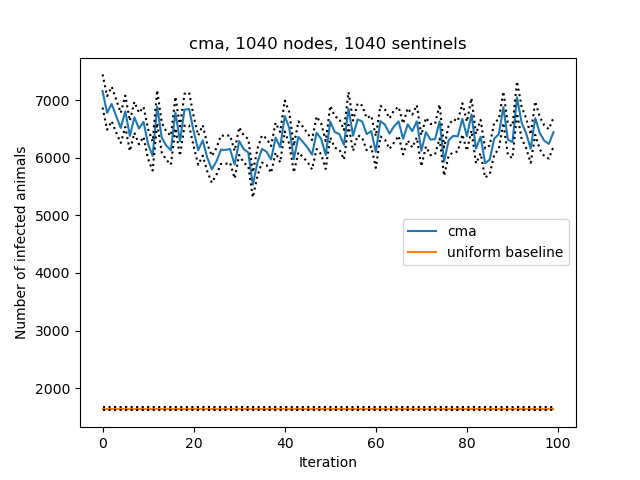 cma, 1040 nodes, 1040 sentinels
Number of infected animals
7000
6000
5000
4000
3000
2000
cma
uniform baseline
0 20 40 60 80 100
Iteration